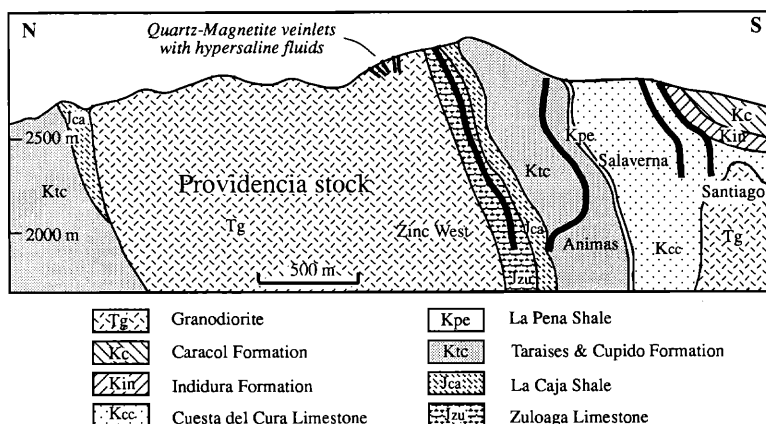 N
S
Quartz-Magnetite veinlets
with hypersaline fluids
Jca
2500 m
Ktc
Providencia stock
Tg
2000 m
500 m
Zinc West
Jzu
Jca
Ktc
Animas
Kpe
Salaverna
Kcc
Kc
Kin
Santiago
Tg
Tg Granodiorite
Kc Caracol Formation
Kin Indidura Formation
Kcc Cuesta del Cura Limestone
Kpe La Pena Shale
Ktc Taraises & Cupido Formation
Jca La Caja Shale
Jzu Zuloaga Limestone